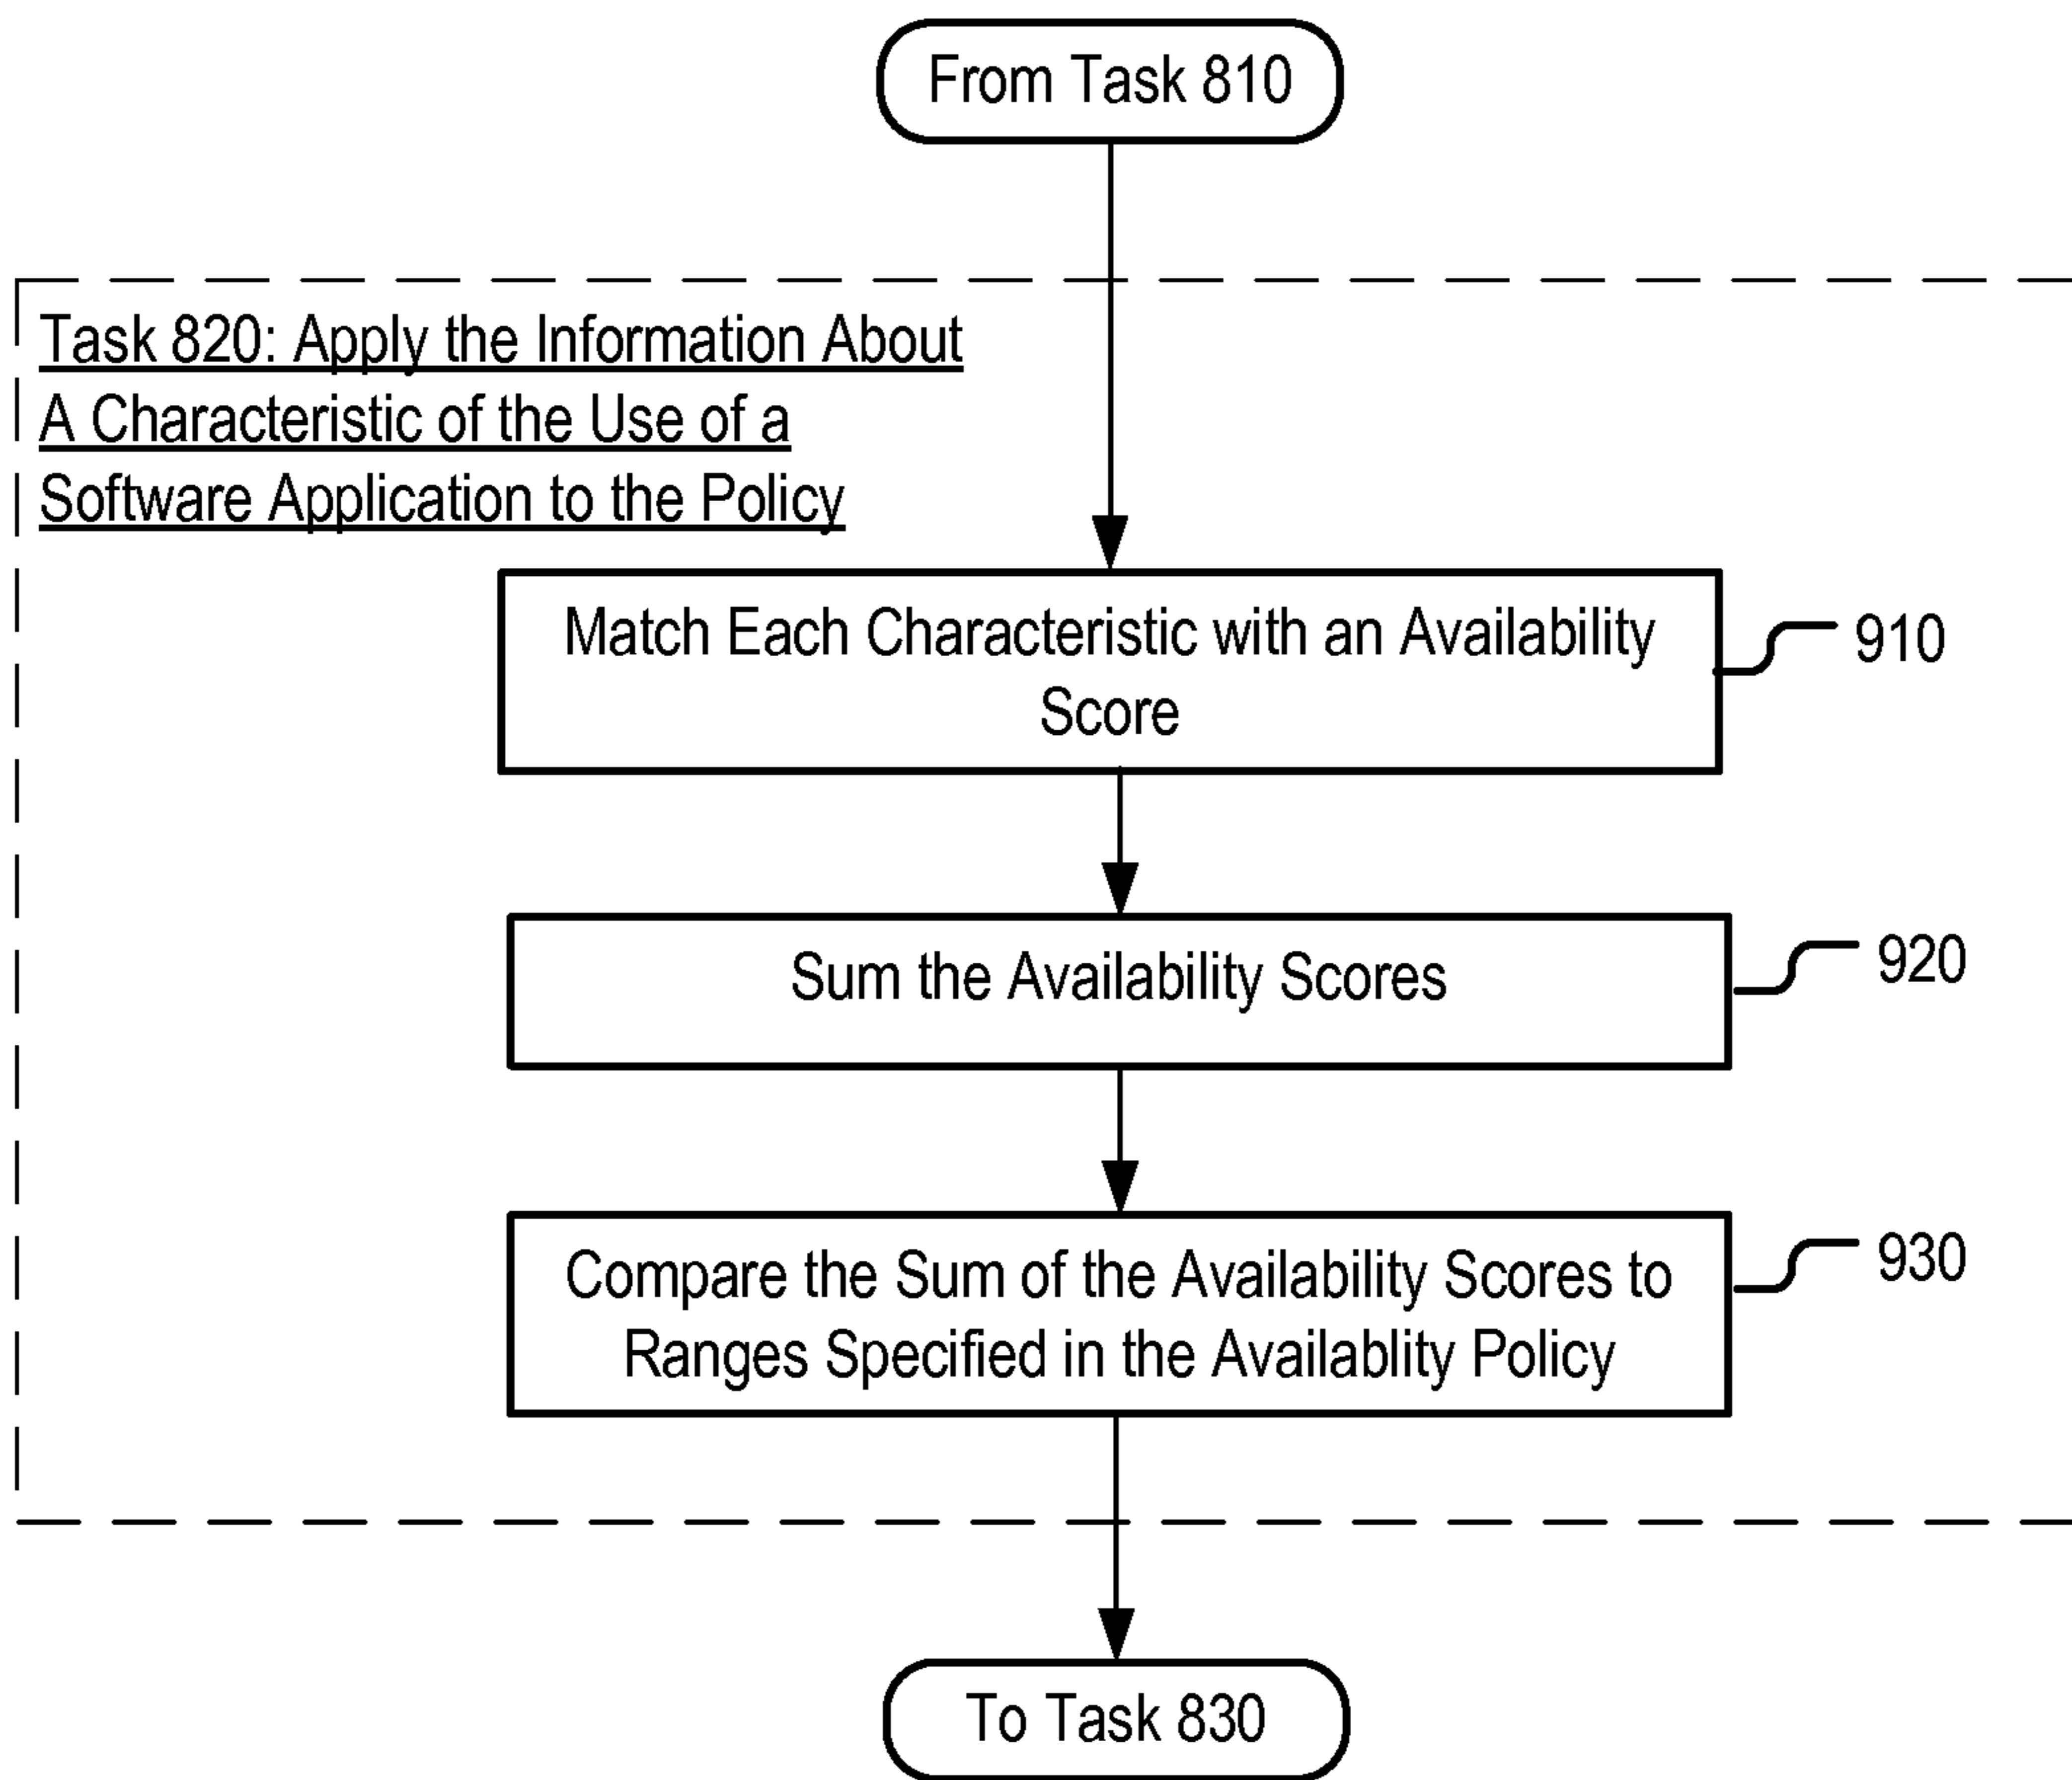 From Task 810
Task 820: Apply the Information About
A Characteristic of the Use of a
Software Application to the Policy
Match Each Characteristic with an Availability
Score
910
Sum the Availability Scores
920
Compare the Sum of the Availability Scores to
Ranges Specified in the Availablity Policy
930
To Task 830